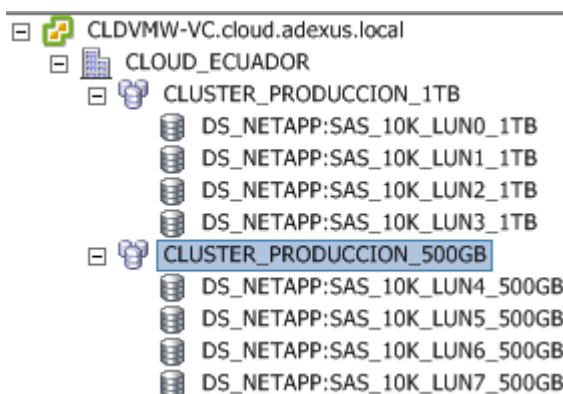 CLDVMW-VC.cloud.adexus.local
CLOUD_ECUADOR
CLUSTER_PRODUCCION_1TB
DS_NETAPP:SAS_10K_LUN0_1TB
DS_NETAPP:SAS_10K_LUN1_1TB
DS_NETAPP:SAS_10K_LUN2_1TB
DS_NETAPP:SAS_10K_LUN3_1TB
CLUSTER_PRODUCCION_500GB
DS_NETAPP:SAS_10K_LUN4_500GB
DS_NETAPP:SAS_10K_LUN5_500GB
DS_NETAPP:SAS_10K_LUN6_500GB
DS_NETAPP:SAS_10K_LUN7_500GB